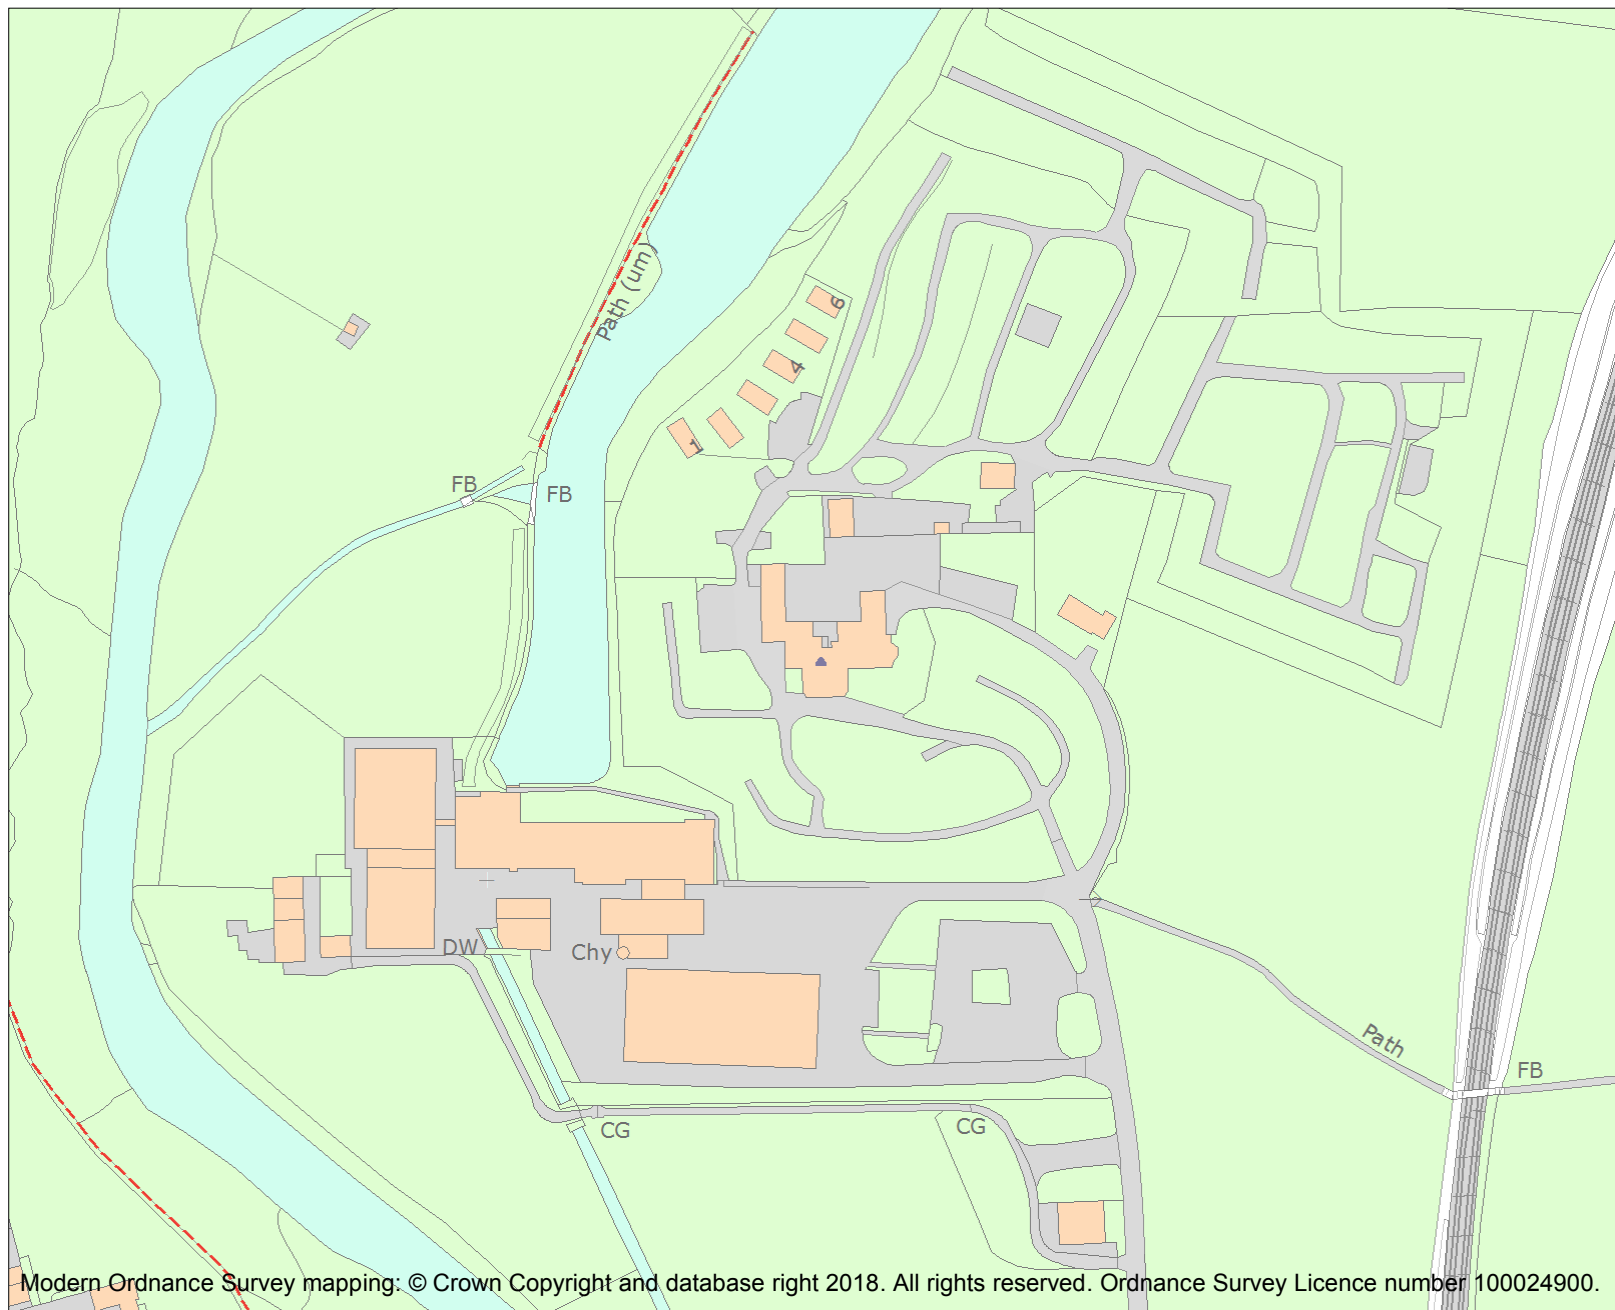 Path (um)
6
4
1
FB
FB
DW
Chy
Path
FB
CG
CG
Modern Ordnance Survey mapping: © Crown Copyright and database right 2018. All rights reserved. Ordnance Survey Licence number 100024900.